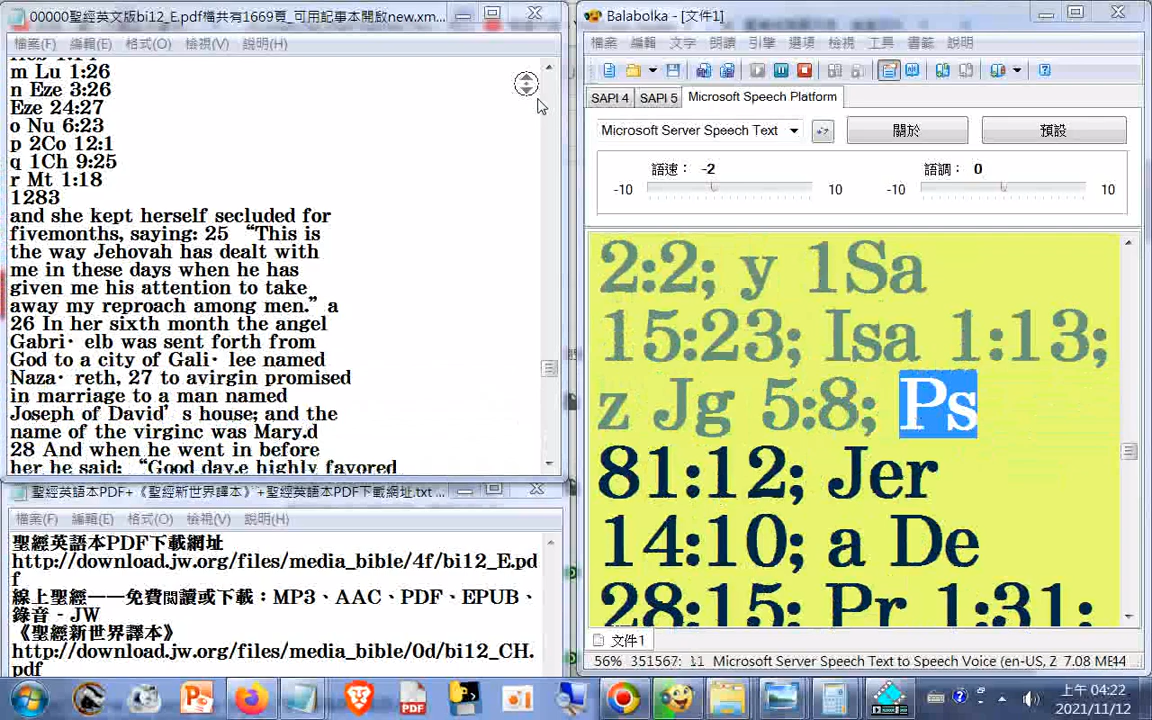 00000聖經英文版bi12_E.pdf檔共有1669頁_可用記事本開啟new.xm...
檔案(F) 編輯(E) 格式(O) 檢視(V) 說明(H)
m Lu 1:26
n Eze 3:26
Eze 24:27
o Nu 6:23
p 2Co 12:1
q 1Ch 9:25
r Mt 1:18
1283
and she kept herself secluded for
fivemonths, saying: 25 “This is
the way Jehovah has dealt with
me in these days when he has
given me his attention to take
away my reproach among men.” a
26 In her sixth month the angel
Gabri· elb was sent forth from
God to a city of Gali· lee named
Naza· reth, 27 to avirgin promised
in marriage to a man named
Joseph of David’s house; and the
name of the virginc was Mary.d
28 And when he went in before
her he said: “Good day,e highly favored
聖經英語本PDF+《聖經新世界譯本》+聖經英語本PDF下載網址.txt ...
檔案(F) 編輯(E) 格式(O) 檢視(V) 說明(H)
聖經英語本PDF下載網址
http://download.jw.org/files/media_bible/4f/bi12_E.pd
f
線上聖經——免費閱讀或下載：MP3、AAC、PDF、EPUB、
錄音 - JW
《聖經新世界譯本》
http://download.jw.org/files/media_bible/0d/bi12_CH.
pdf
Balabolka - [文件1]
檔案 編輯 文字 朗讀 引擎 選項 檢視 工具 書籤 說明
SAPI 4 SAPI 5 Microsoft Speech Platform
Microsoft Server Speech Text 關於 預設
語速： -2 語調： 0
-10 10 -10 10
2:2; y 1Sa
15:23; Isa 1:13;
z Jg 5:8; Ps
81:12; Jer
14:10; a De
28:15; Pr 1:31;
文件1
56% 351567: 11 Microsoft Server Speech Text to Speech Voice (en-US, Z 7.08 MB44
上午 04:22
2021/11/12